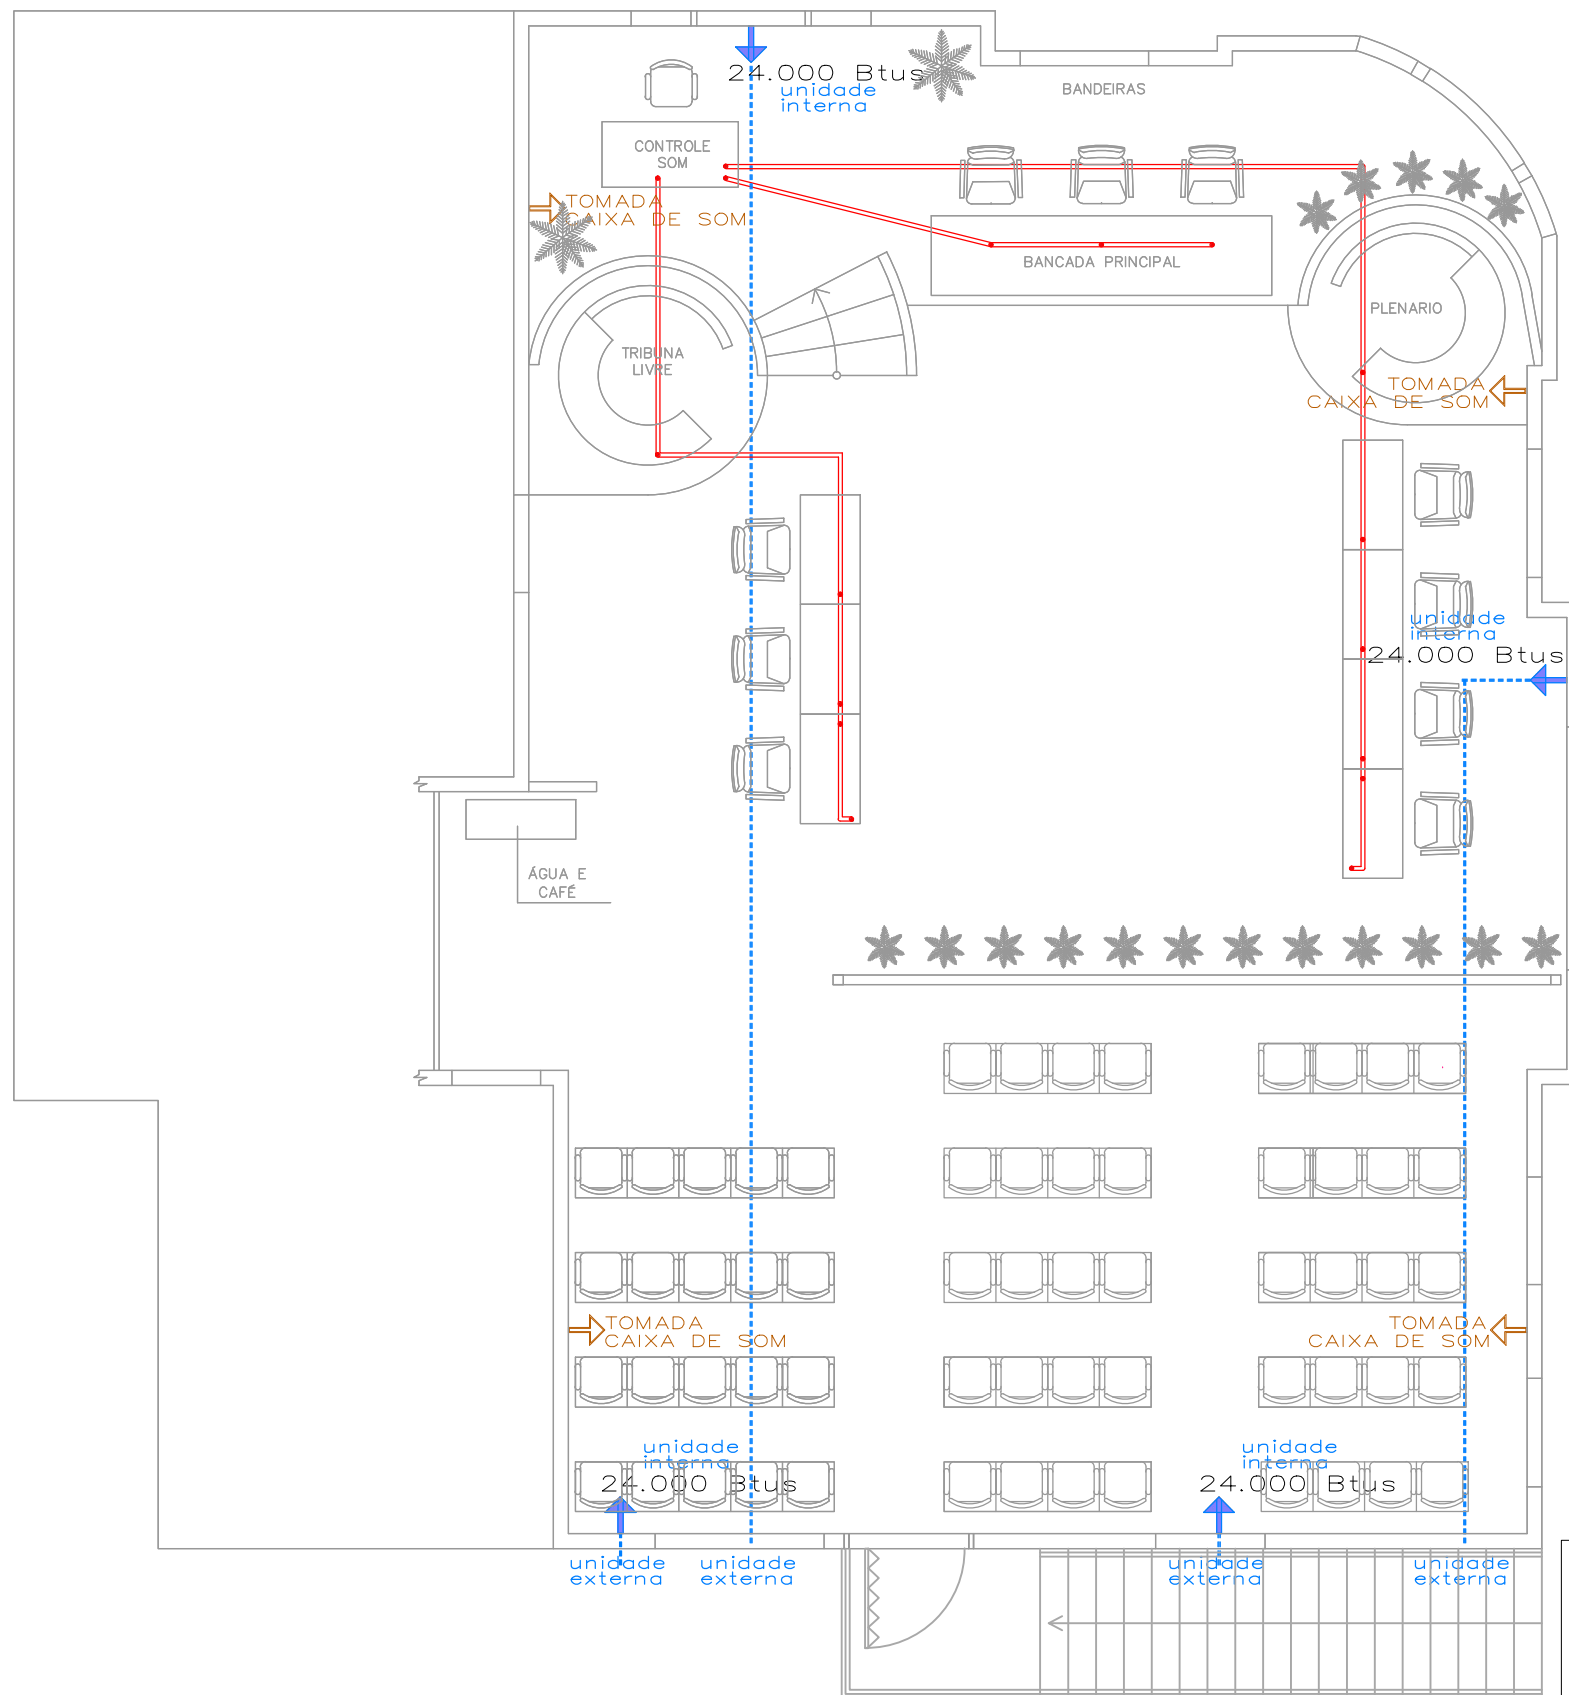 24.000 Btus
unidade
interna
BANDEIRAS
CONTROLE
SOM
TOMADA
CAIXA DE SOM
BANCADA PRINCIPAL
PLENARIO
TRIBUNA
LIVRE
TOMADA
CAIXA DE SOM
unidade
interna
24.000 Btus
ÁGUA E
CAFÉ
TOMADA
CAIXA DE SOM
TOMADA
CAIXA DE SOM
unidade
interna
24.000 Btus
unidade
interna
24.000 Btus
unidade
externa
unidade
externa
unidade
externa
unidade
externa